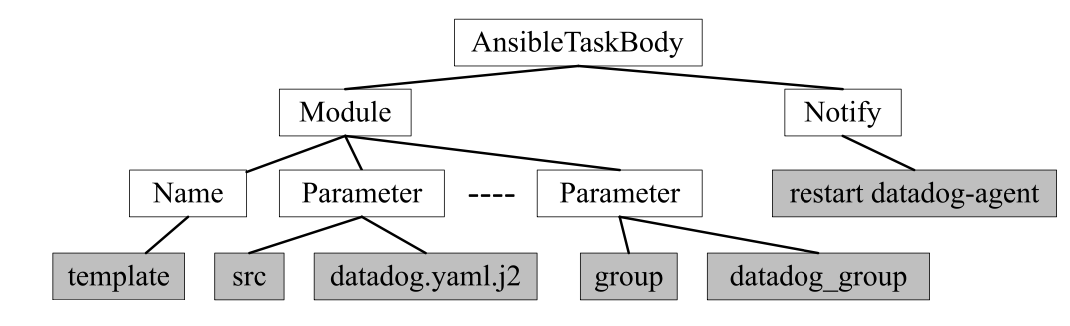 AnsibleTaskBody
Module
Notify
Name
Parameter
----
Parameter
restart datadog-agent
template
src
datadog.yaml.j2
group
datadog_group